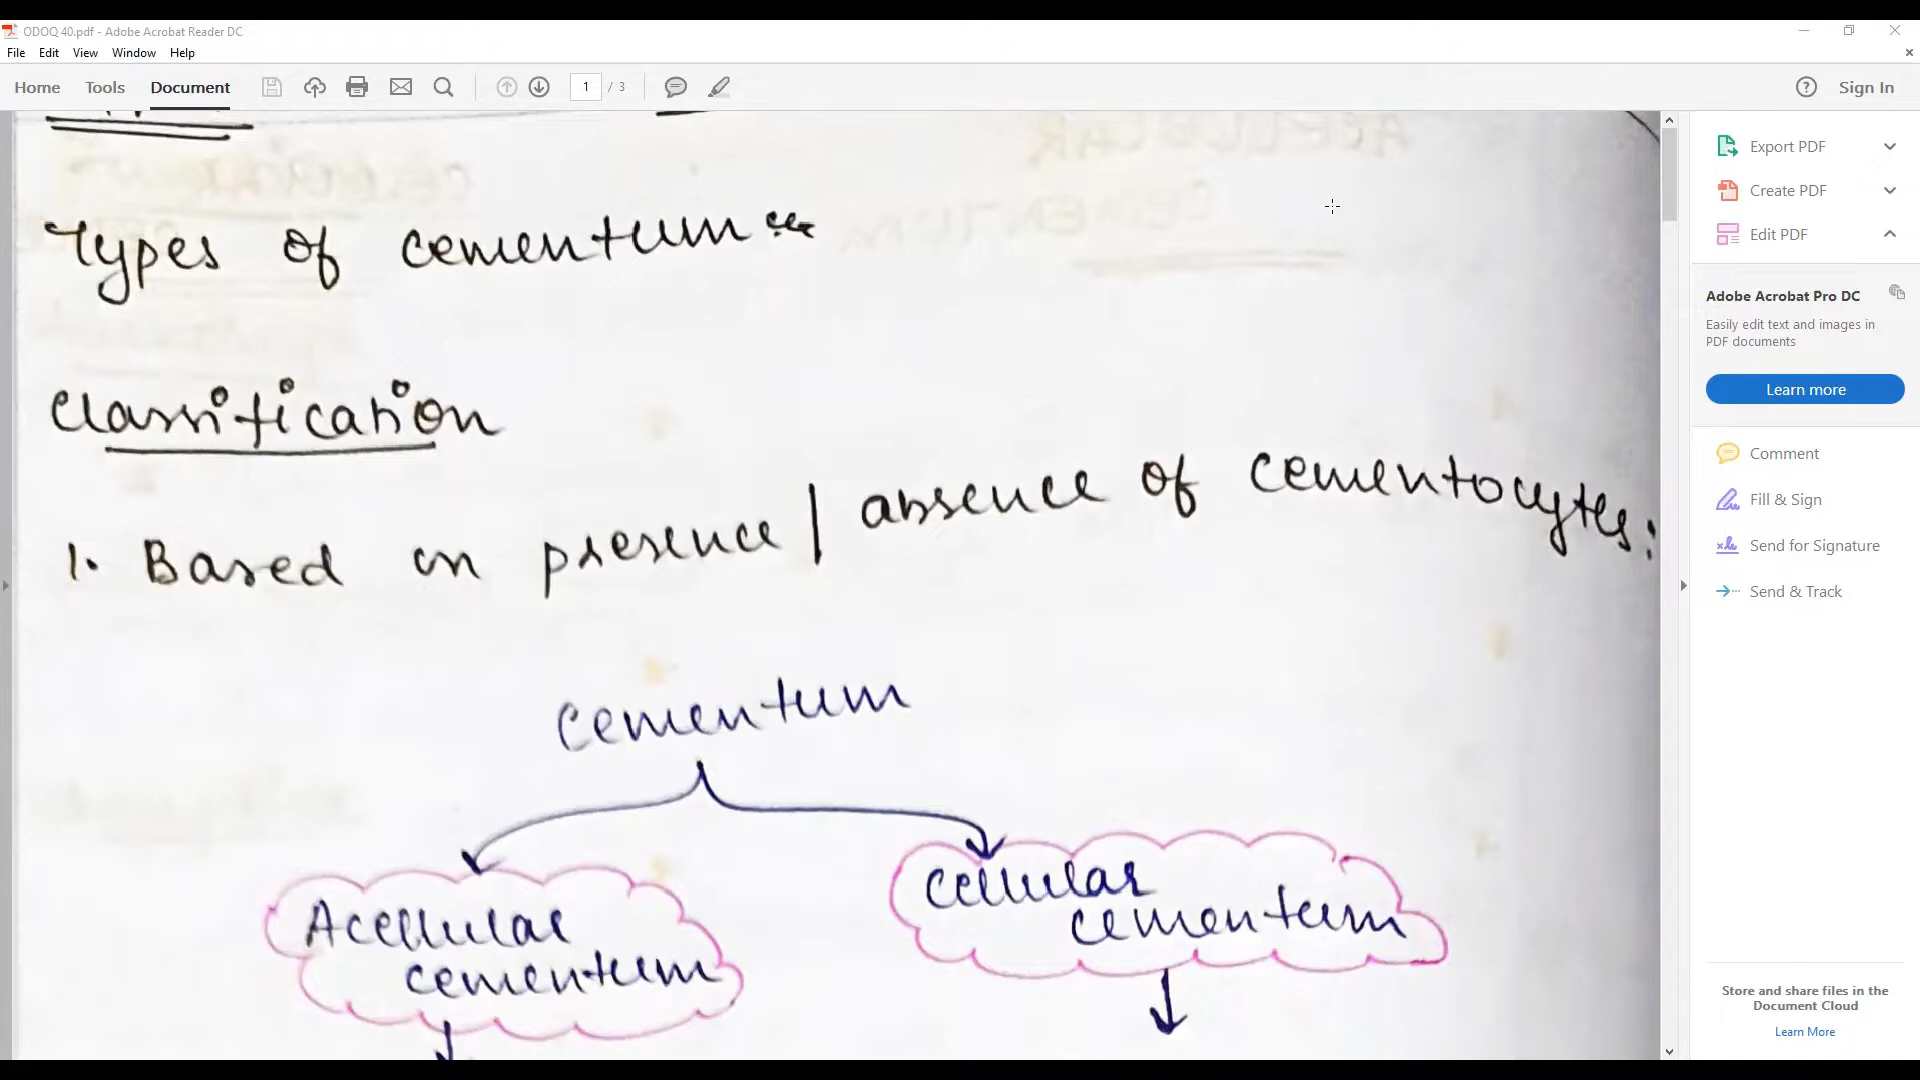 ODOQ 40.pdf - Adobe Acrobat Reader DC
File Edit View Window Help
Home Tools Document 1 / 3 Sign In
Types of cementum
Classification
1. Based on presence / absence of cementocytes:
cementum
Acellular
cementum
Cellular
cementum
Export PDF
Create PDF
Edit PDF
Adobe Acrobat Pro DC
Easily edit text and images in
PDF documents
Learn more
Comment
Fill & Sign
Send for Signature
Send & Track
Store and share files in the
Document Cloud
Learn More